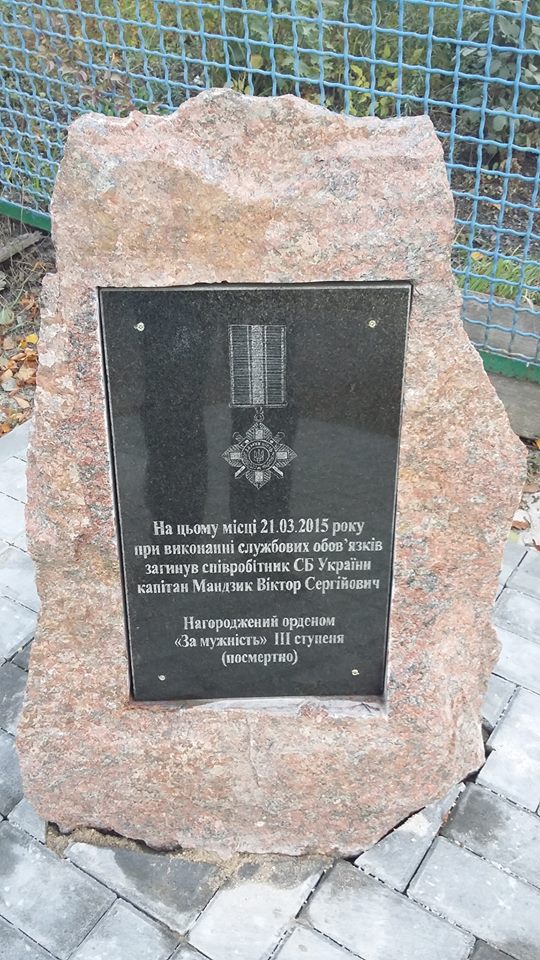 На цьому місці 21.03.2015 року
при виконанні службових обов'язків
загинув співробітник СБ України
капітан Мандзик Віктор Сергійович
Нагороджений орденом
«За мужність» III ступеня
(посмертно)